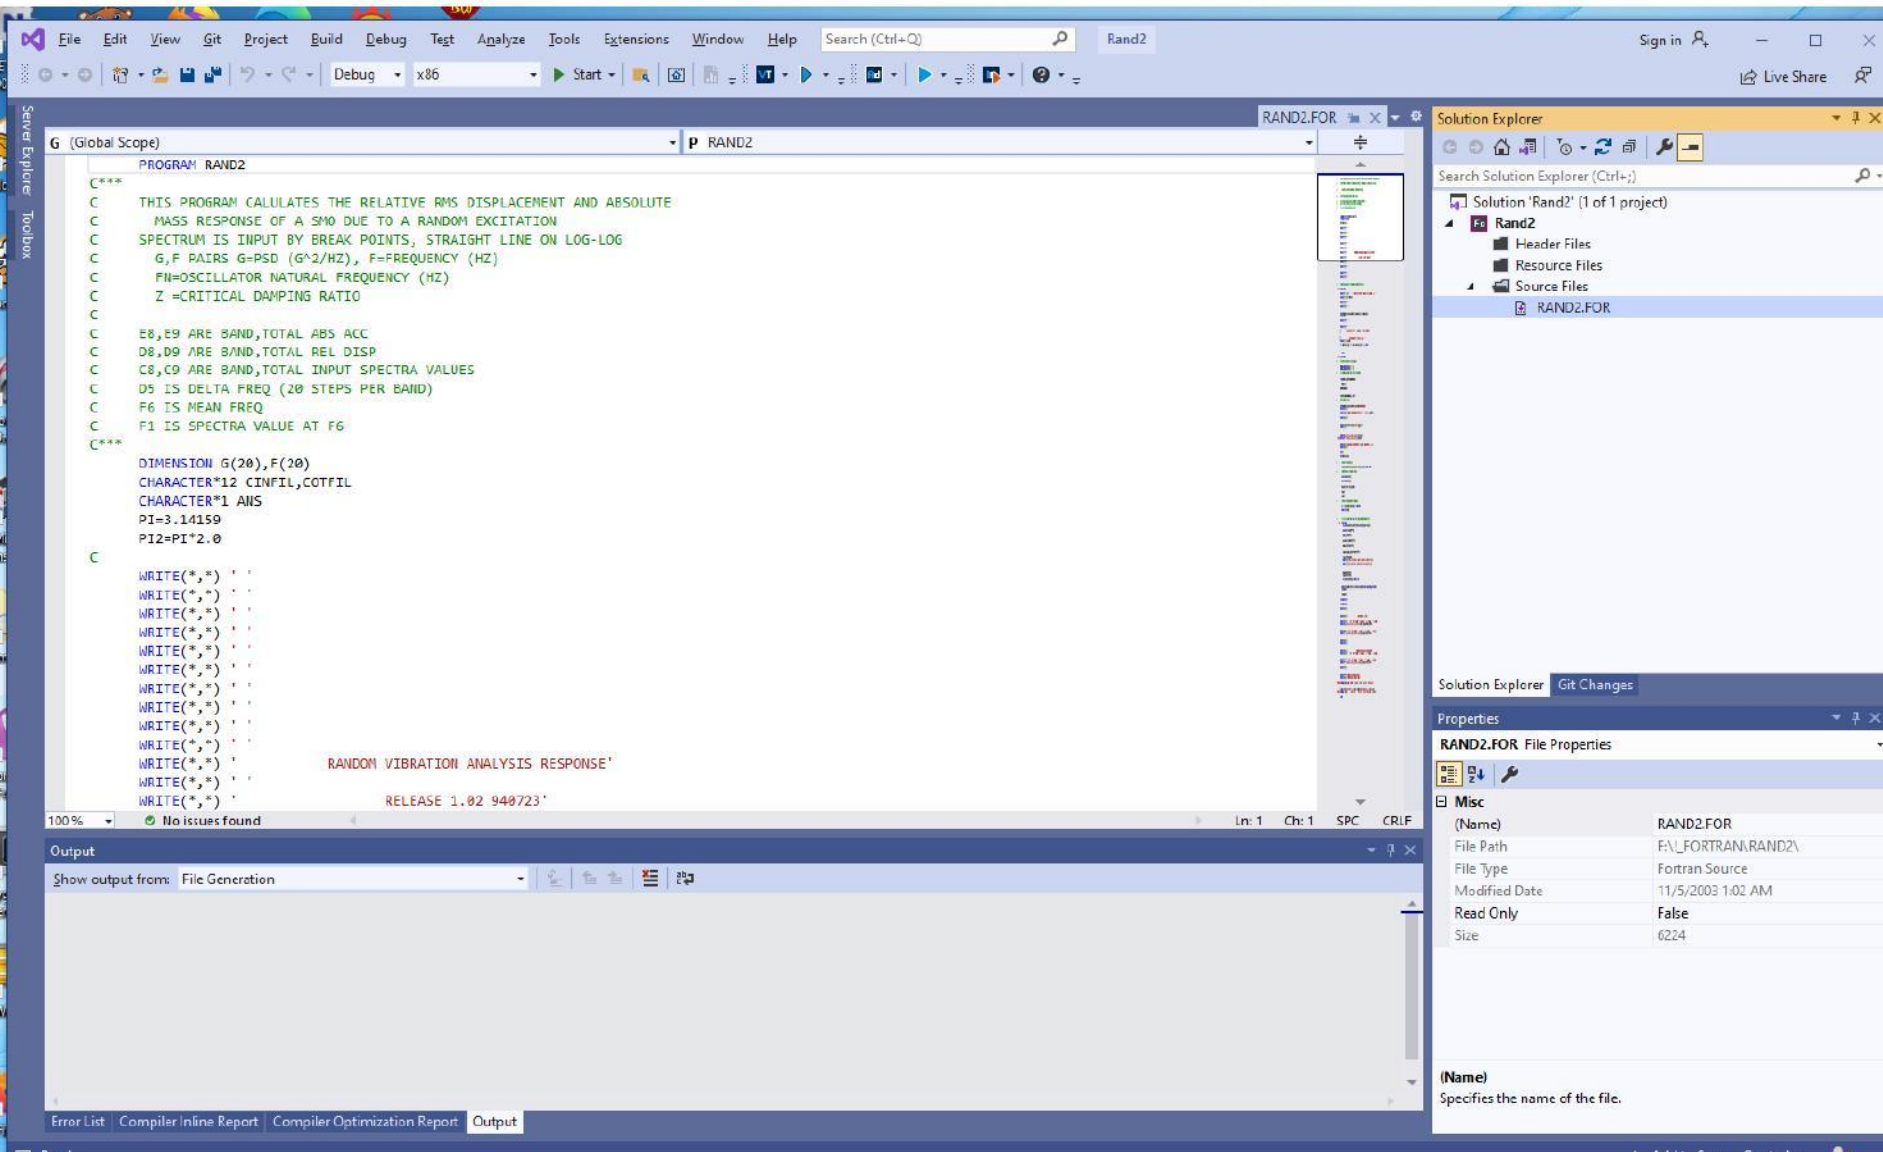 File Edit View Git Project Build Debug Test Analyze Tools Extensions Window Help Search (Ctrl+Q) Rand2 Sign in
Debug x86 Start Live Share
Server Explorer
Toolbox
RAND2.FOR
(Global Scope) RAND2
PROGRAM RAND2
C***
C THIS PROGRAM CALULATES THE RELATIVE RMS DISPLACEMENT AND ABSOLUTE
C MASS RESPONSE OF A SMO DUE TO A RANDOM EXCITATION
C SPECTRUM IS INPUT BY BREAK POINTS, STRAIGHT LINE ON LOG-LOG
C G,F PAIRS G=PSD (G^2/HZ), F=FREQUENCY (HZ)
C FN=OSCILLATOR NATURAL FREQUENCY (HZ)
C Z =CRITICAL DAMPING RATIO
C
C E8,E9 ARE BAND,TOTAL ABS ACC
C D8,D9 ARE BAND,TOTAL REL DISP
C C8,C9 ARE BAND,TOTAL INPUT SPECTRA VALUES
C D5 IS DELTA FREQ (20 STEPS PER BAND)
C F6 IS MEAN FREQ
C F1 IS SPECTRA VALUE AT F6
C***
DIMENSION G(20),F(20)
CHARACTER*12 CINFIL,COTFIL
CHARACTER*1 ANS
PI=3.14159
PI2=PI*2.0
C
WRITE(*,*) ' '
WRITE(*,*) ' '
WRITE(*,*) ' '
WRITE(*,*) ' '
WRITE(*,*) ' '
WRITE(*,*) ' '
WRITE(*,*) ' '
WRITE(*,*) ' '
WRITE(*,*) ' '
WRITE(*,*) ' '
WRITE(*,*) ' RANDOM VIBRATION ANALYSIS RESPONSE'
WRITE(*,*) ' '
WRITE(*,*) ' RELEASE 1.02 940723'
100 % No issues found Ln: 1 Ch: 1 SPC CRLF
Output
Show output from: File Generation
Error List Compiler Inline Report Compiler Optimization Report Output
Solution Explorer
Search Solution Explorer (Ctrl+;)
Solution 'Rand2' (1 of 1 project)
Rand2
Header Files
Resource Files
Source Files
RAND2.FOR
Solution Explorer Git Changes
Properties
RAND2.FOR File Properties
Misc
(Name) RAND2.FOR
File Path F:\!_FORTRAN\RAND2\
File Type Fortran Source
Modified Date 11/5/2003 1:02 AM
Read Only False
Size 6224
(Name)
Specifies the name of the file.